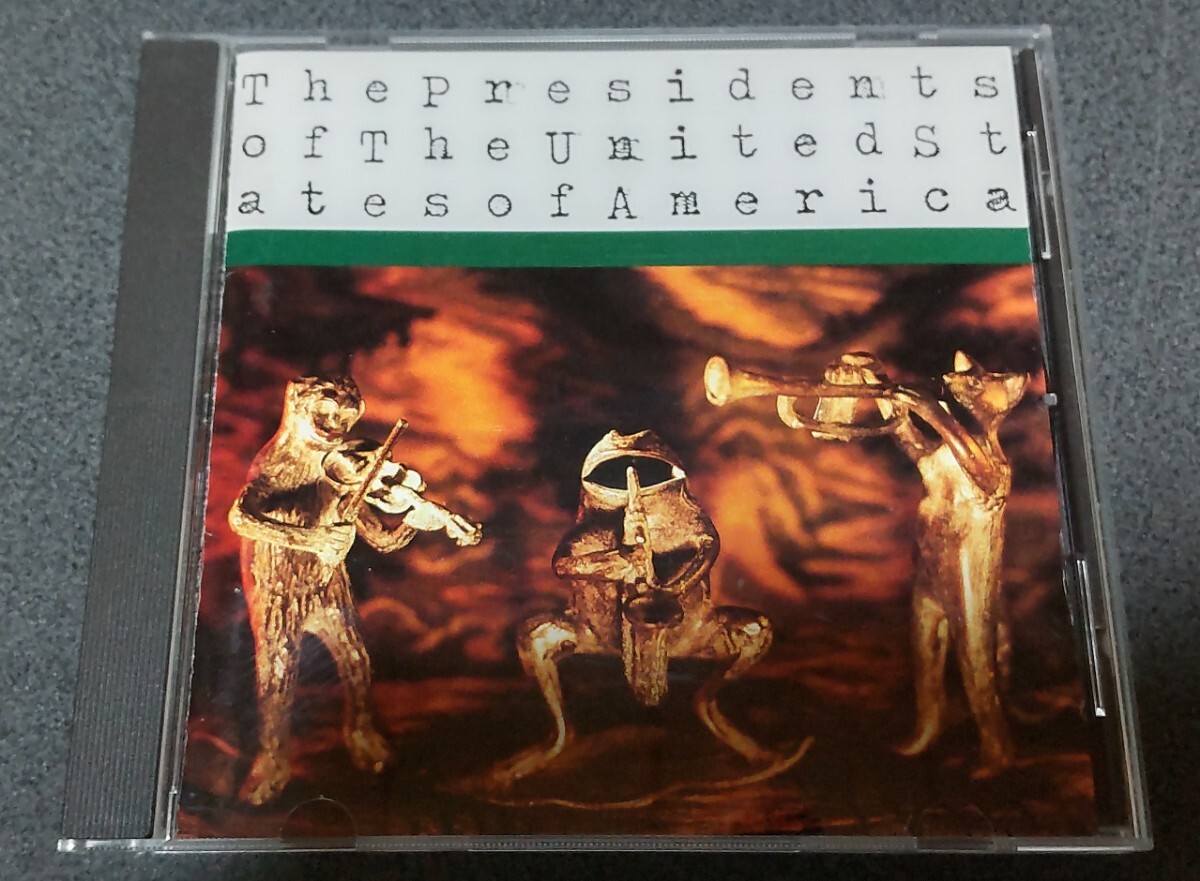 ThePresidents
ofTheUnitedSt
atesofAmerica